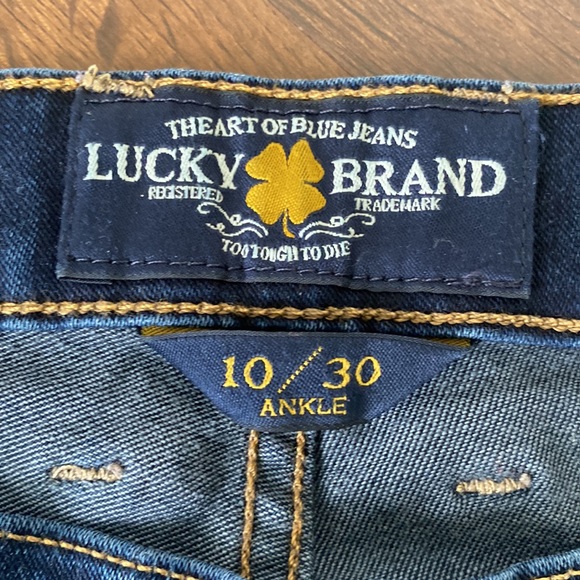 THE ART OF BLUE JEANS
LUCKY BRAND
REGISTERED TRADEMARK
TOO TOUGH TO DIE
10/30
ANKLE